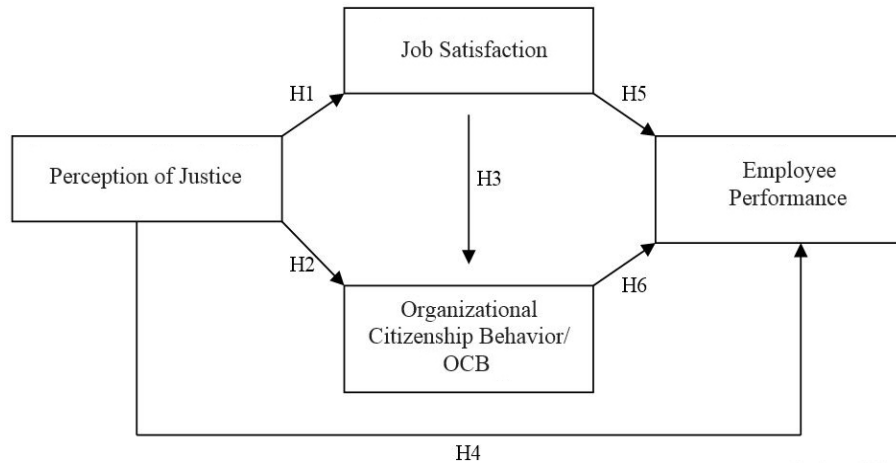 Job Satisfaction
H1
H5
Perception of Justice
H3
Employee
Performance
H2
H6
Organizational
Citizenship Behavior/
OCB
H4